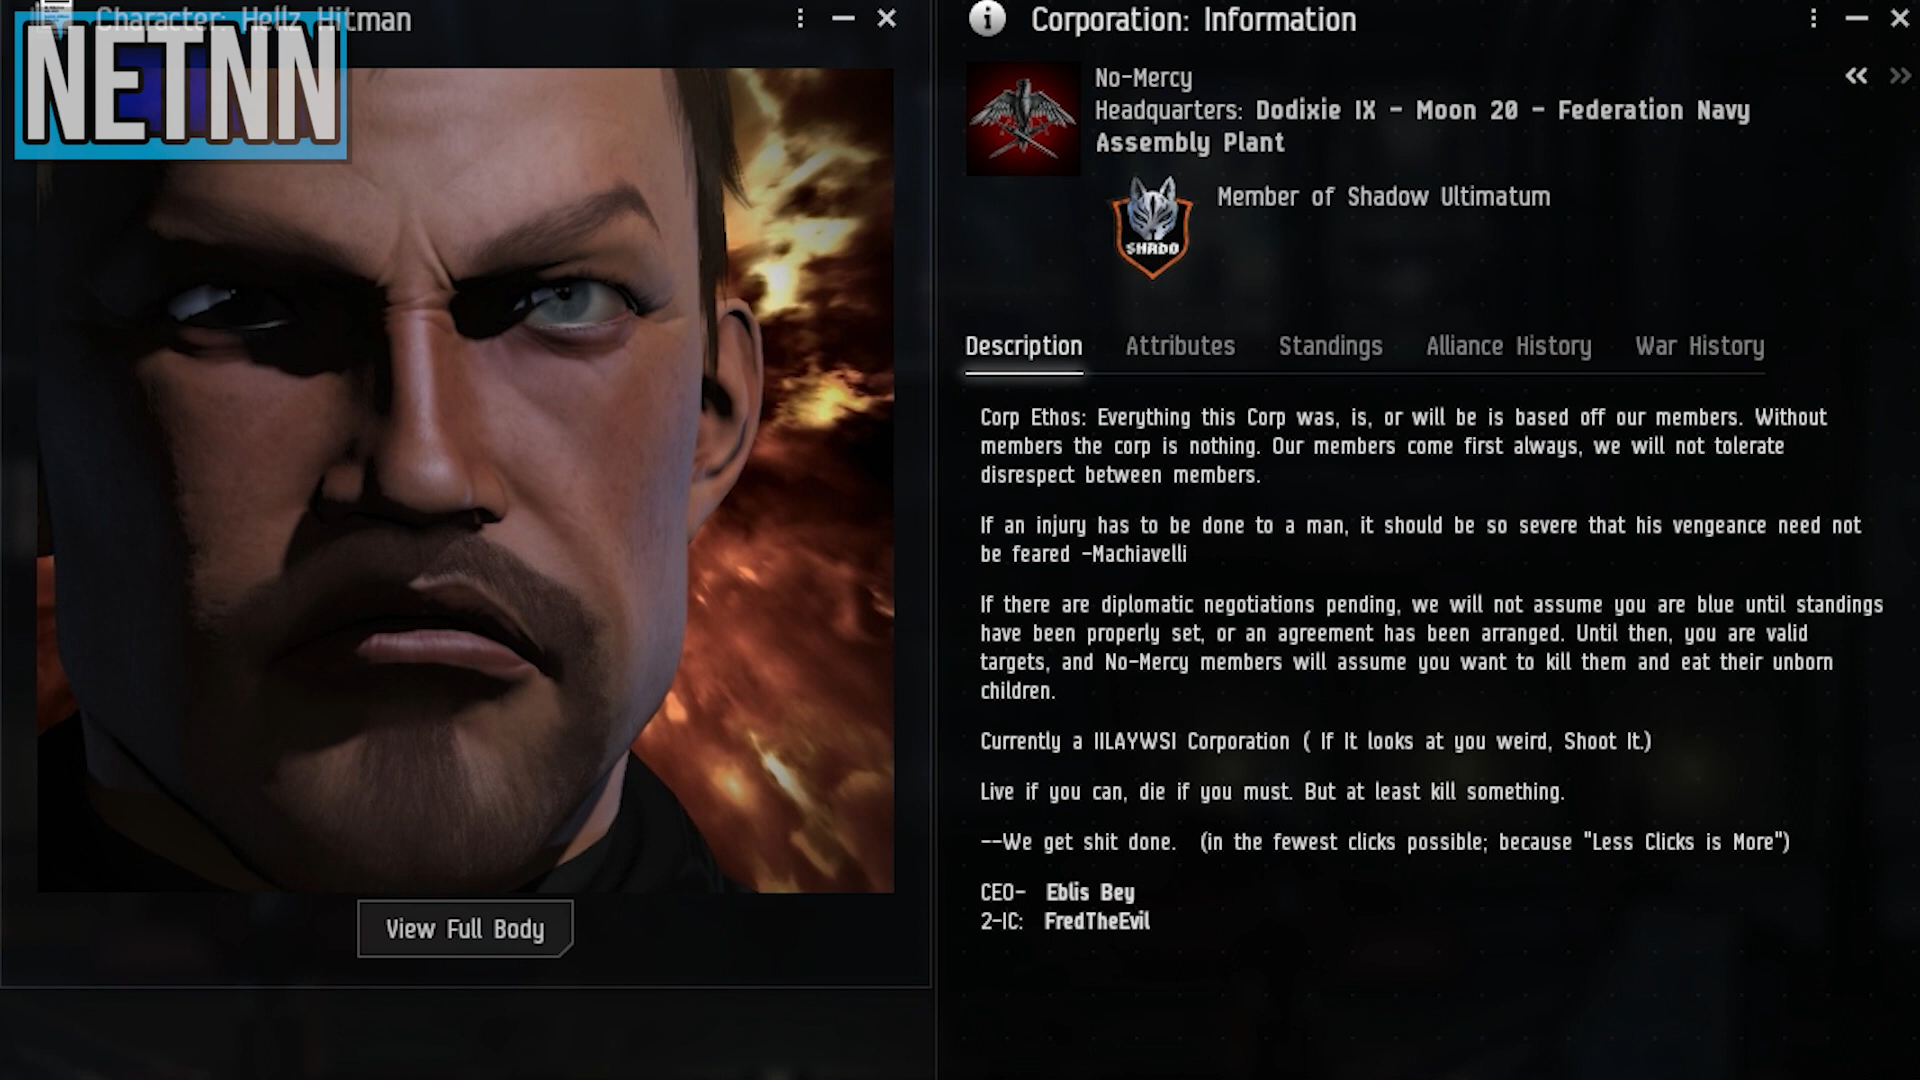 Character: Hellz Hitman
NETNN
View Full Body
Corporation: Information
No-Mercy
Headquarters: Dodixie IX - Moon 20 - Federation Navy
Assembly Plant
SHADO
Member of Shadow Ultimatum
Description Attributes Standings Alliance History War History
Corp Ethos: Everything this Corp was, is, or will be is based off our members. Without
members the corp is nothing. Our members come first always, we will not tolerate
disrespect between members.
If an injury has to be done to a man, it should be so severe that his vengeance need not
be feared -Machiavelli
If there are diplomatic negotiations pending, we will not assume you are blue until standings
have been properly set, or an agreement has been arranged. Until then, you are valid
targets, and No-Mercy members will assume you want to kill them and eat their unborn
children.
Currently a IILAYWSI Corporation ( If It looks at you weird, Shoot It.)
Live if you can, die if you must. But at least kill something.
--We get shit done. (in the fewest clicks possible; because "Less Clicks is More")
CEO- Eblis Bey
2-IC: FredTheEvil